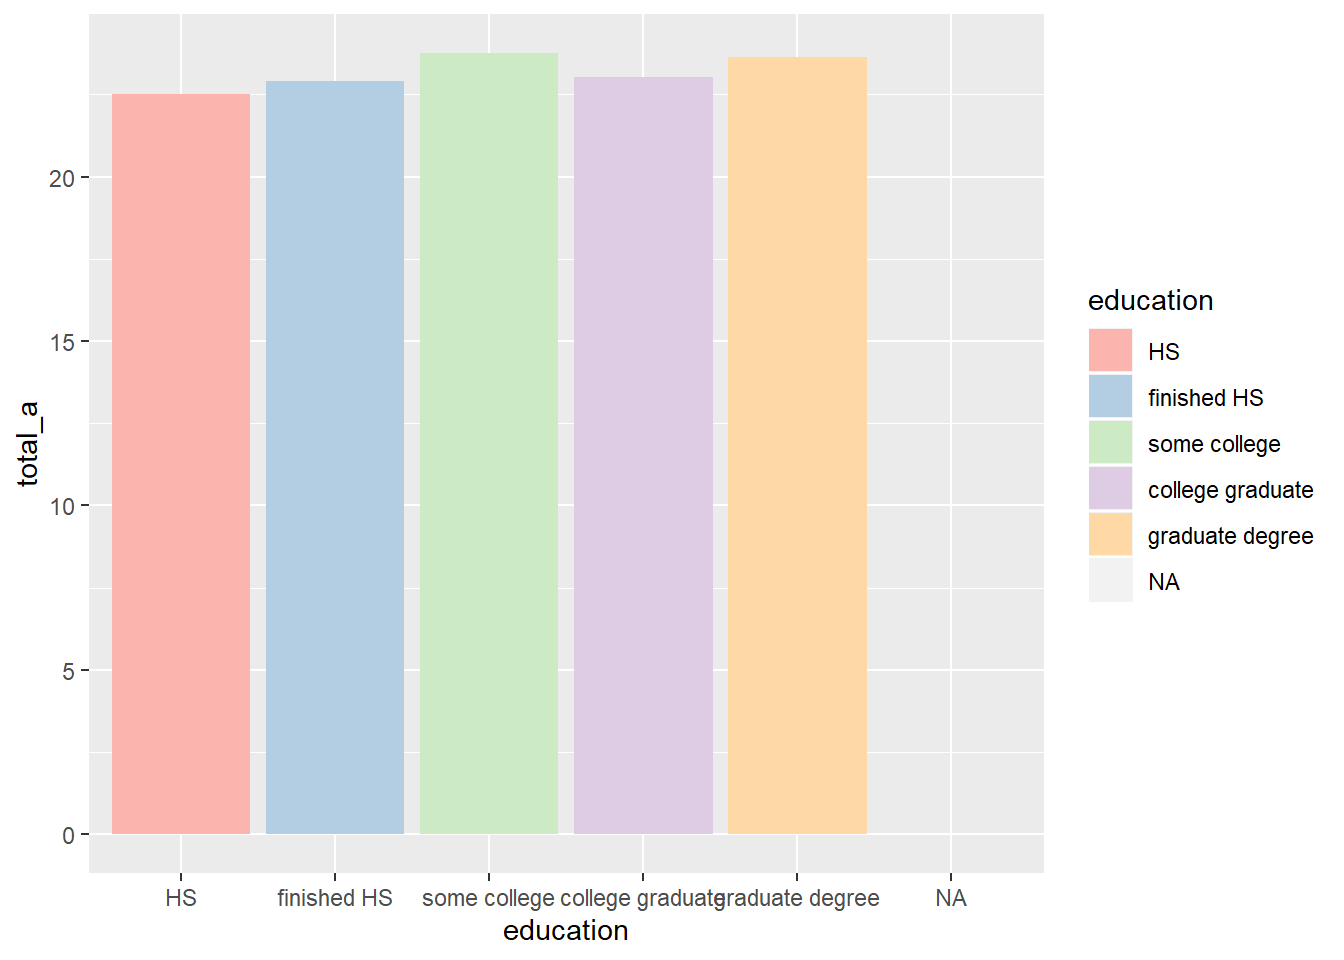 total_a
20
15
10
5
0
HS finished HS some college college graduate graduate degree NA
education
education
HS
finished HS
some college
college graduate
graduate degree
NA